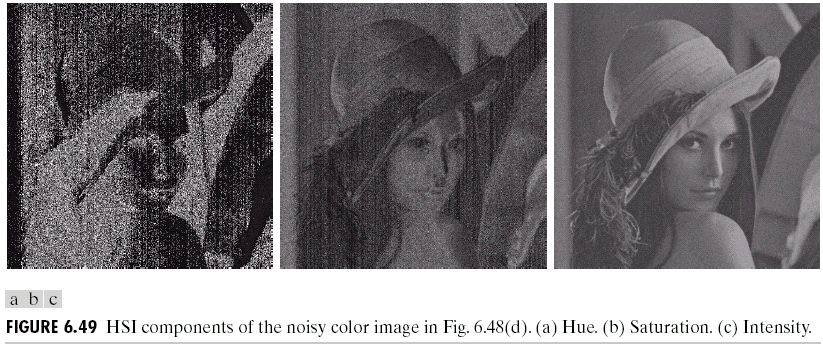 a b c
FIGURE 6.49 HSI components of the noisy color image in Fig. 6.48(d). (a) Hue. (b) Saturation. (c) Intensity.